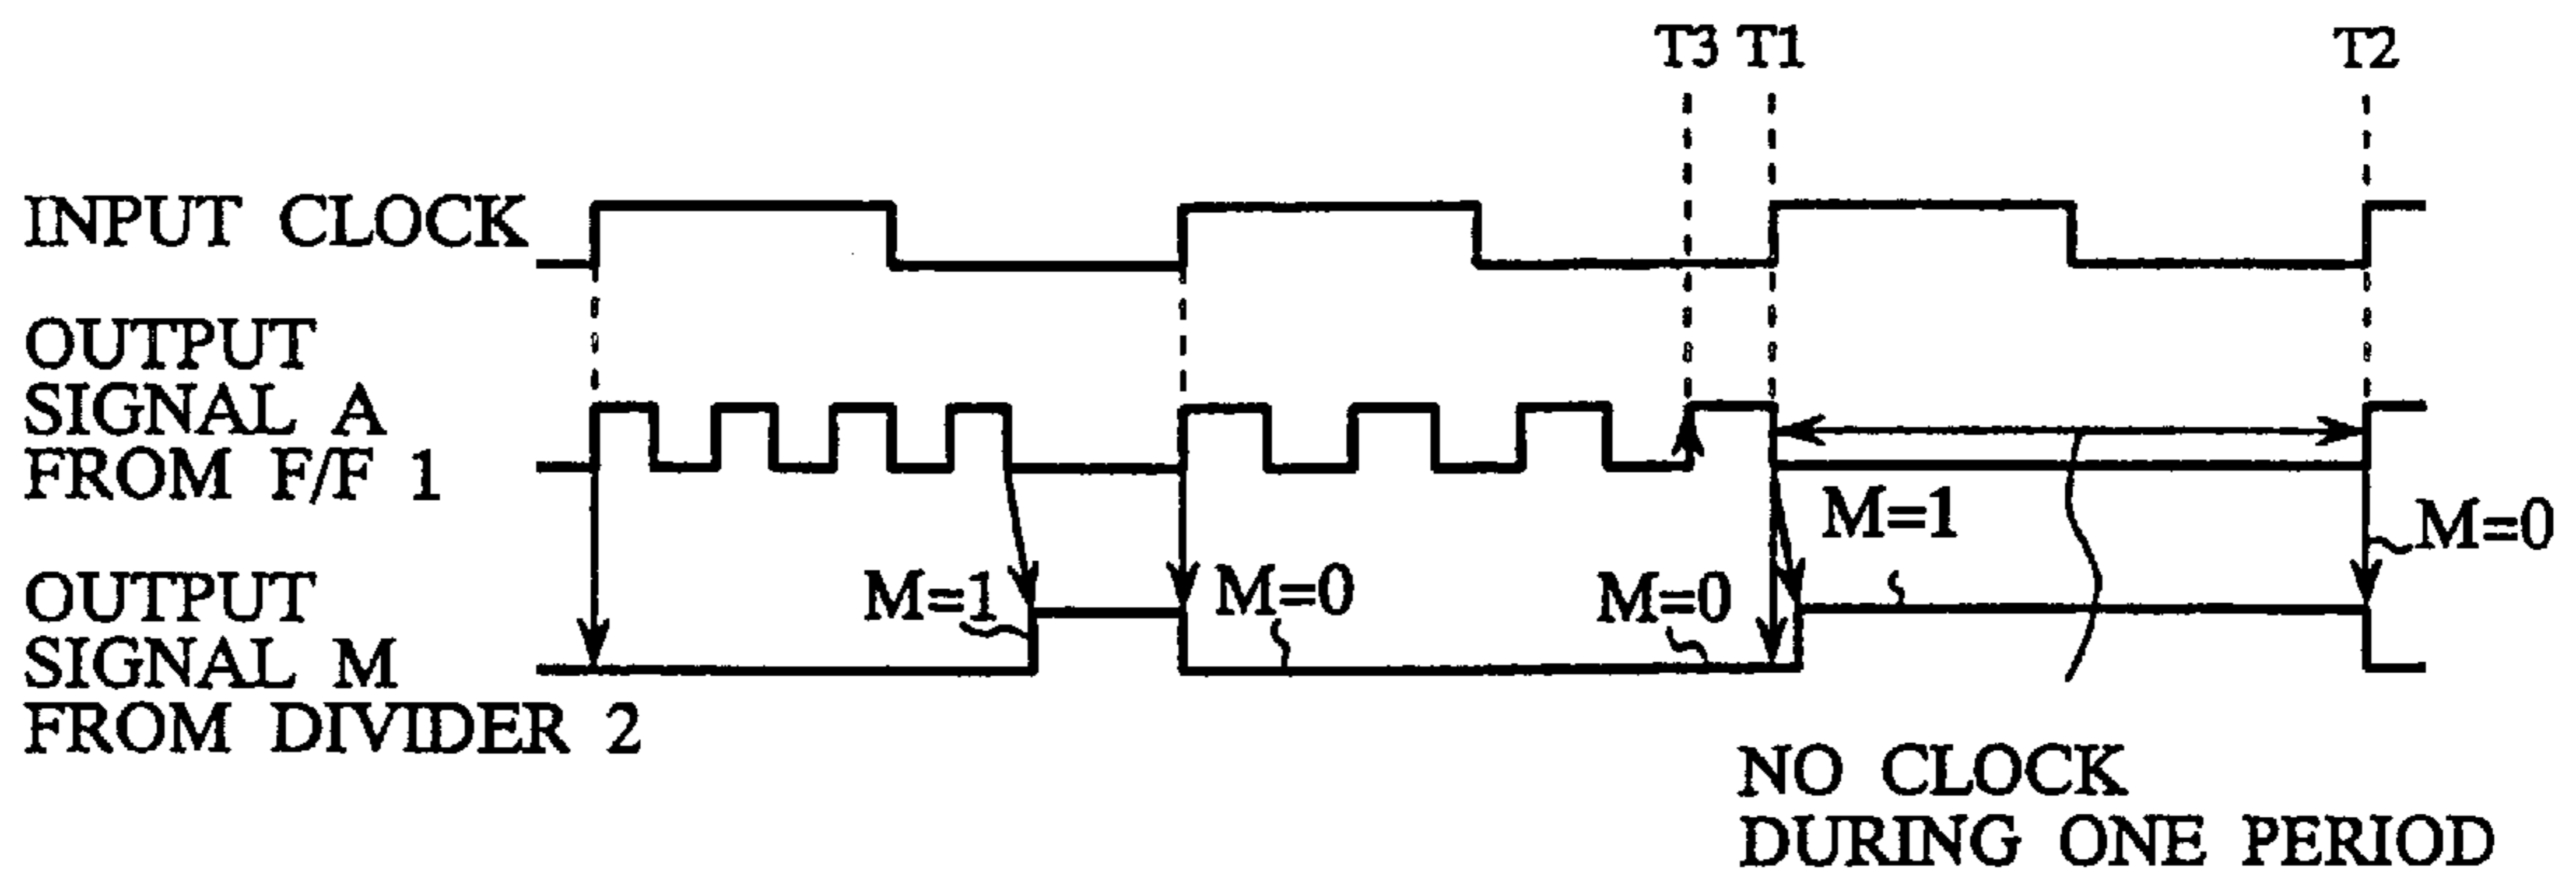 T3 T1 T2
INPUT CLOCK
OUTPUT
SIGNAL A
FROM F/F 1
M=1
M=0
M=1
M=0
M=0
OUTPUT
SIGNAL M
FROM DIVIDER 2
NO CLOCK
DURING ONE PERIOD